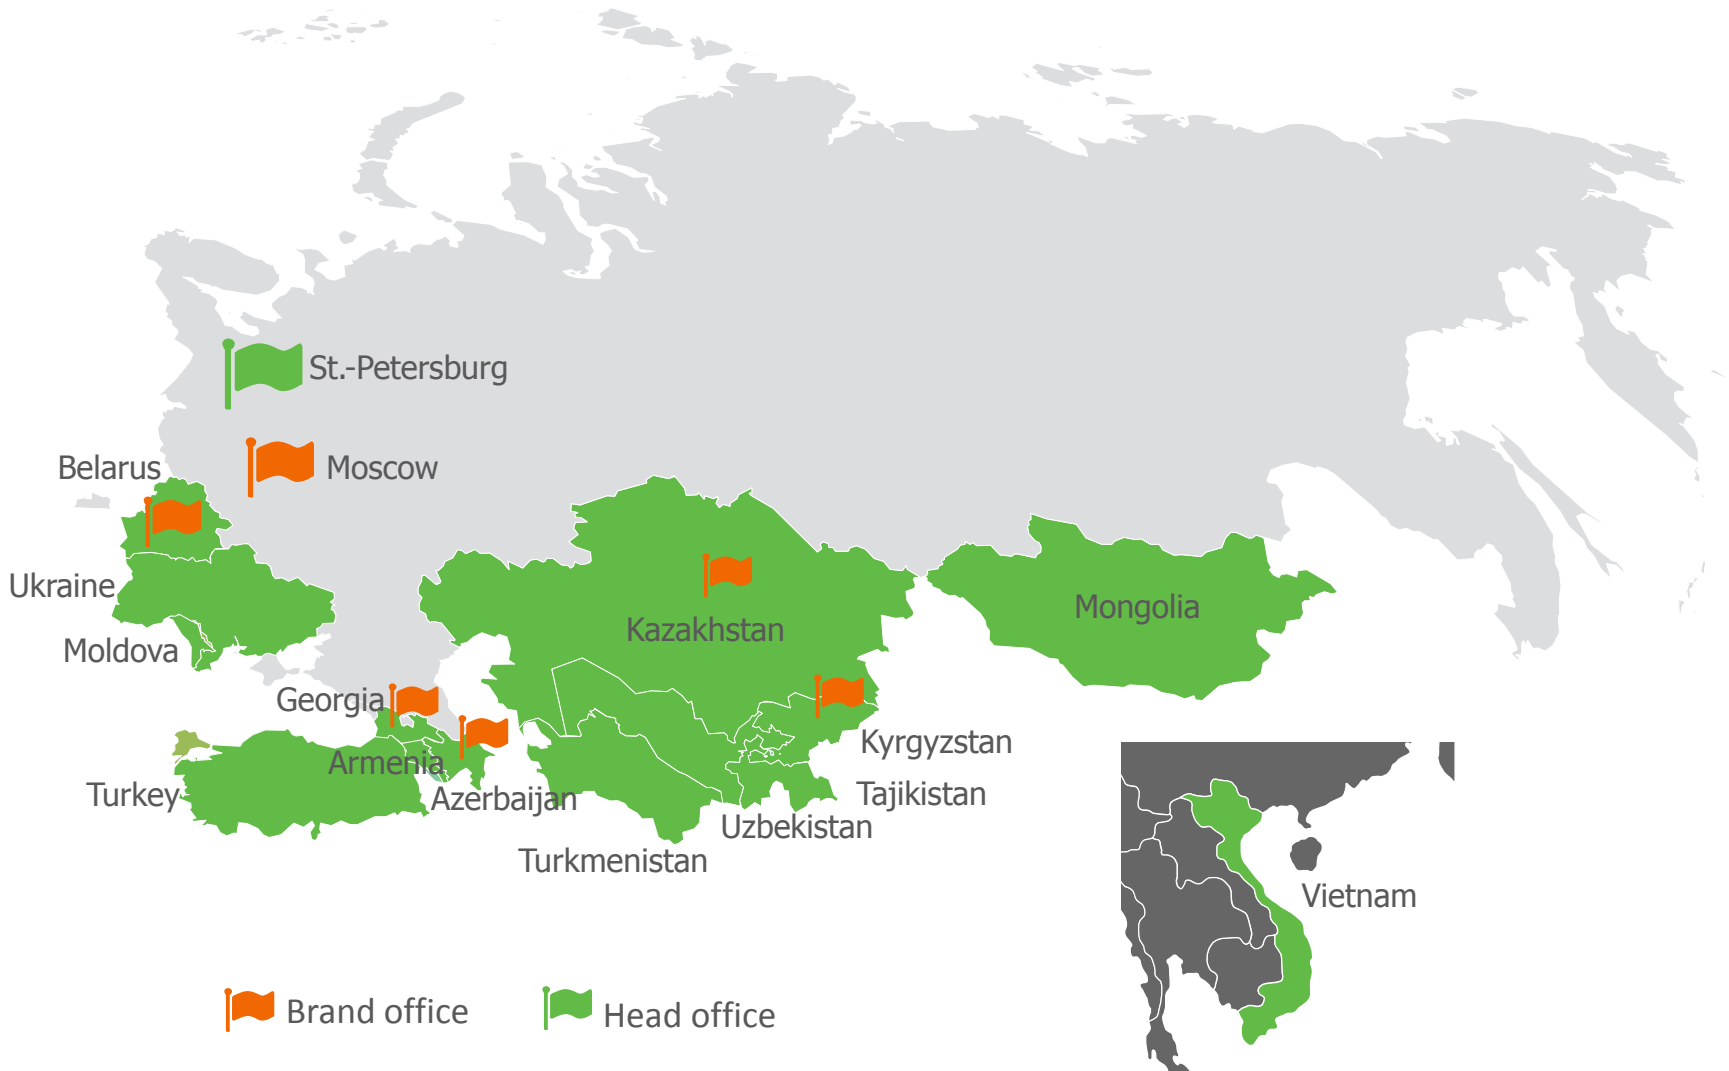 St.-Petersburg
Moscow
Belarus
Ukraine
Moldova
Kazakhstan
Mongolia
Georgia
Armenia
Turkey
Azerbaijan
Kyrgyzstan
Tajikistan
Uzbekistan
Turkmenistan
Vietnam
Brand office
Head office